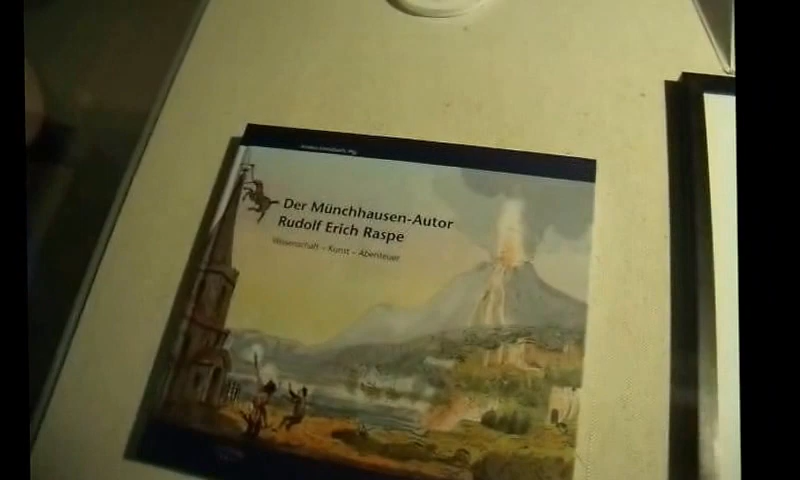 Der Münchhausen-Autor
Rudolf Erich Raspe
Wissenschaft – Kunst – Abenteuer